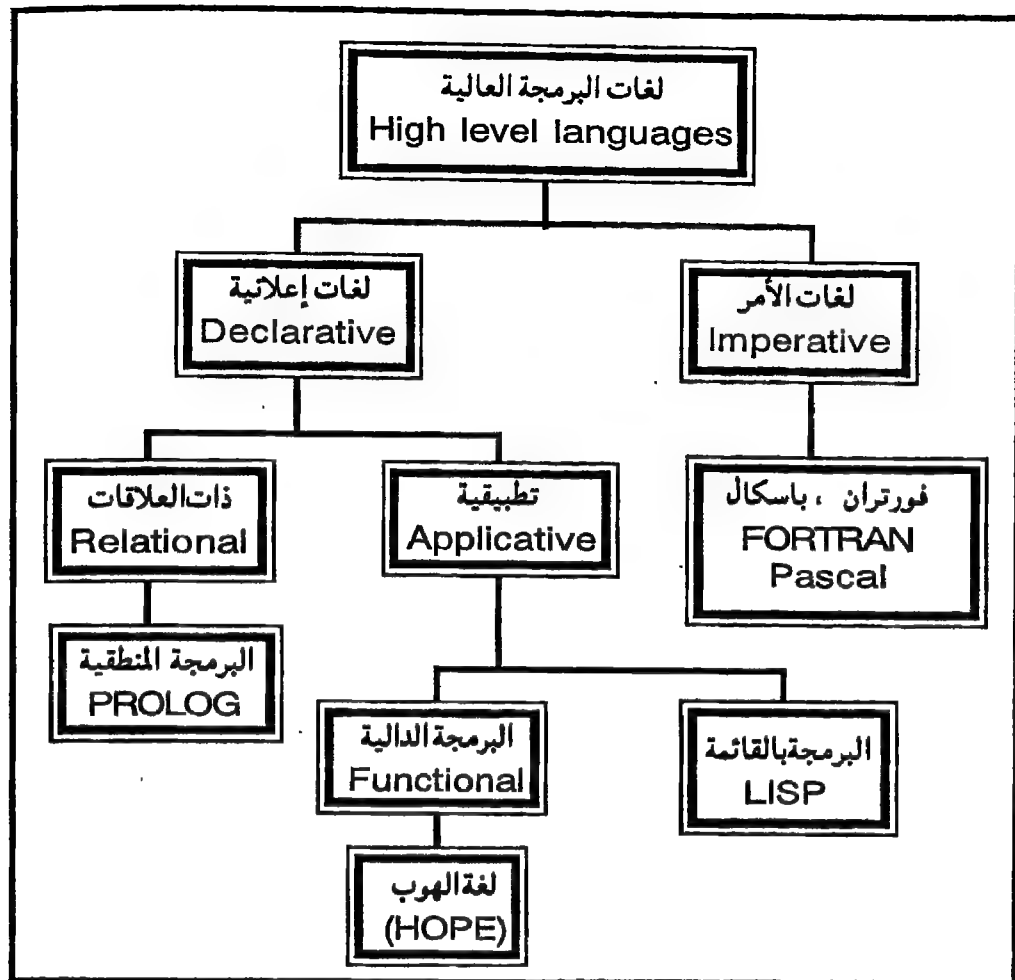 لغات البرمجة العالية
High level languages
لغات إعلانية
Declarative
لغات الأمر
Imperative
ذات العلاقات
Relational
تطبيقية
Applicative
فورتران ، باسكال
FORTRAN
Pascal
البرمجة المنطقية
PROLOG
البرمجة الدالية
Functional
البرمجة بالقائمة
LISP
لغة الهوب
(HOPE)